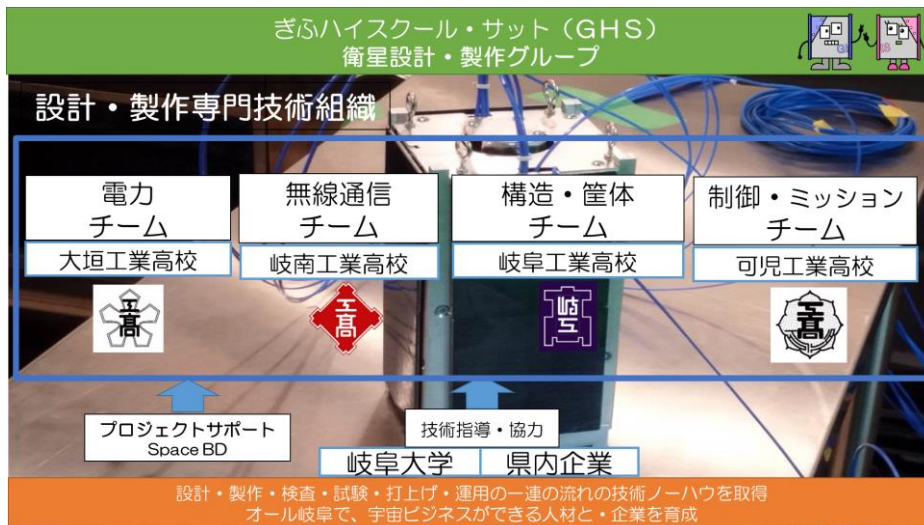 ぎふハイスクール・サット（GHS）
衛星設計・製作グループ
設計・製作専門技術組織
電力
チーム
大垣工業高校
工高
無線通信
チーム
岐南工業高校
工高
構造・筐体
チーム
岐阜工業高校
岐工
制御・ミッション
チーム
可児工業高校
工高
プロジェクトサポート
Space BD
技術指導・協力
岐阜大学
県内企業
設計・製作・検査・試験・打上げ・運用の一連の流れの技術ノーハウを取得
オール岐阜で、宇宙ビジネスができる人材と・企業を育成